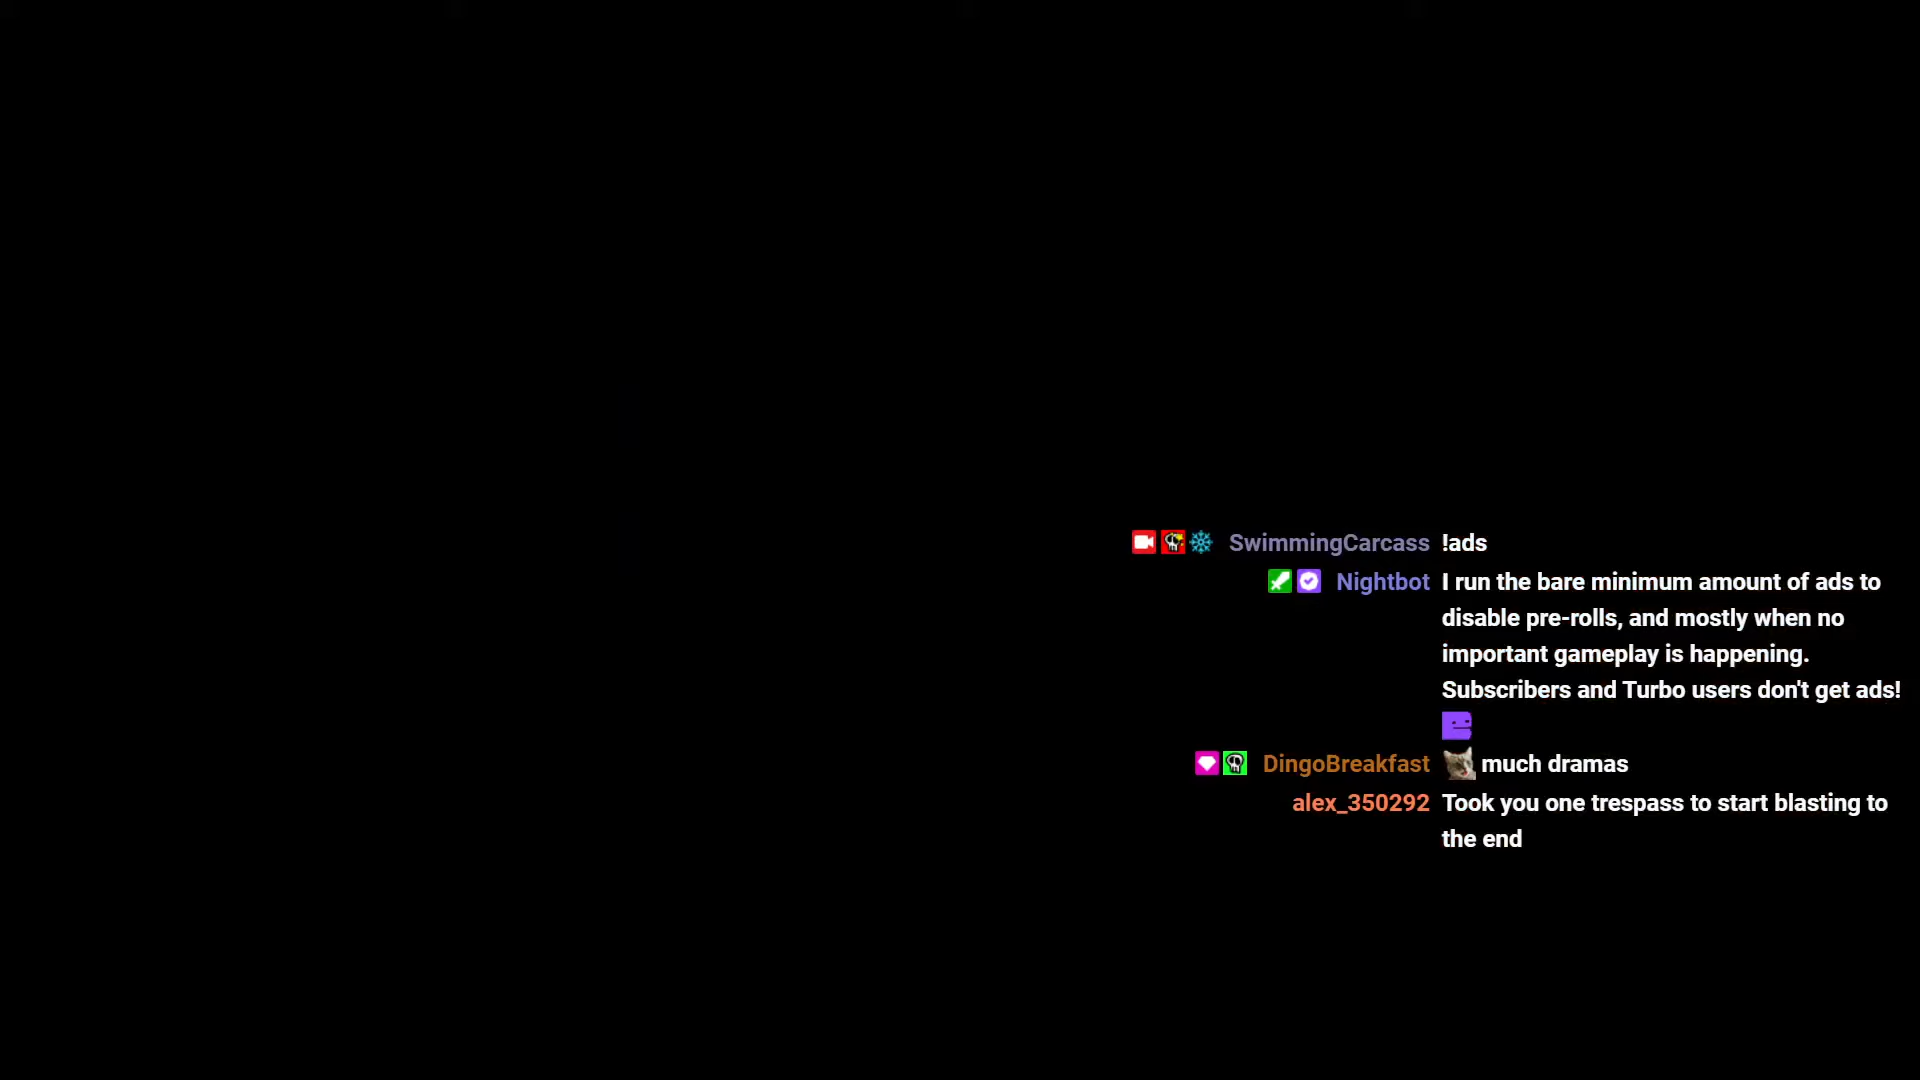 SwimmingCarcass !ads
Nightbot I run the bare minimum amount of ads to
disable pre-rolls, and mostly when no
important gameplay is happening.
Subscribers and Turbo users don't get ads!
DingoBreakfast much dramas
alex_350292 Took you one trespass to start blasting to
the end